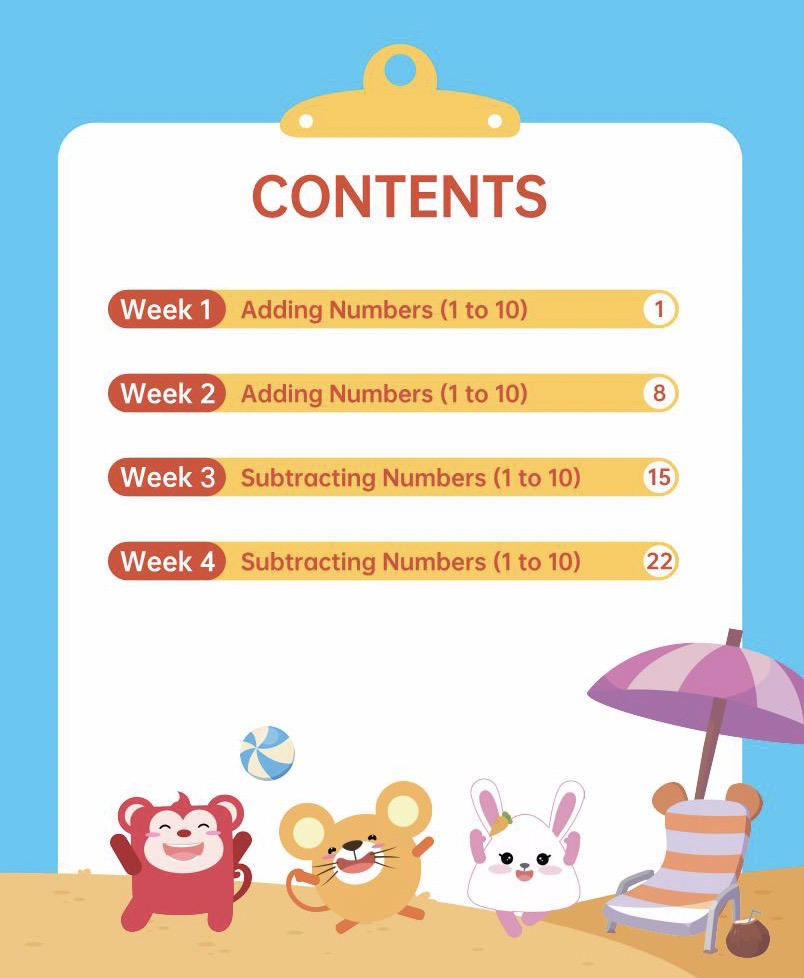 CONTENTS
Week 1 Adding Numbers (1 to 10) 1
Week 2 Adding Numbers (1 to 10) 8
Week 3 Subtracting Numbers (1 to 10) 15
Week 4 Subtracting Numbers (1 to 10) 22